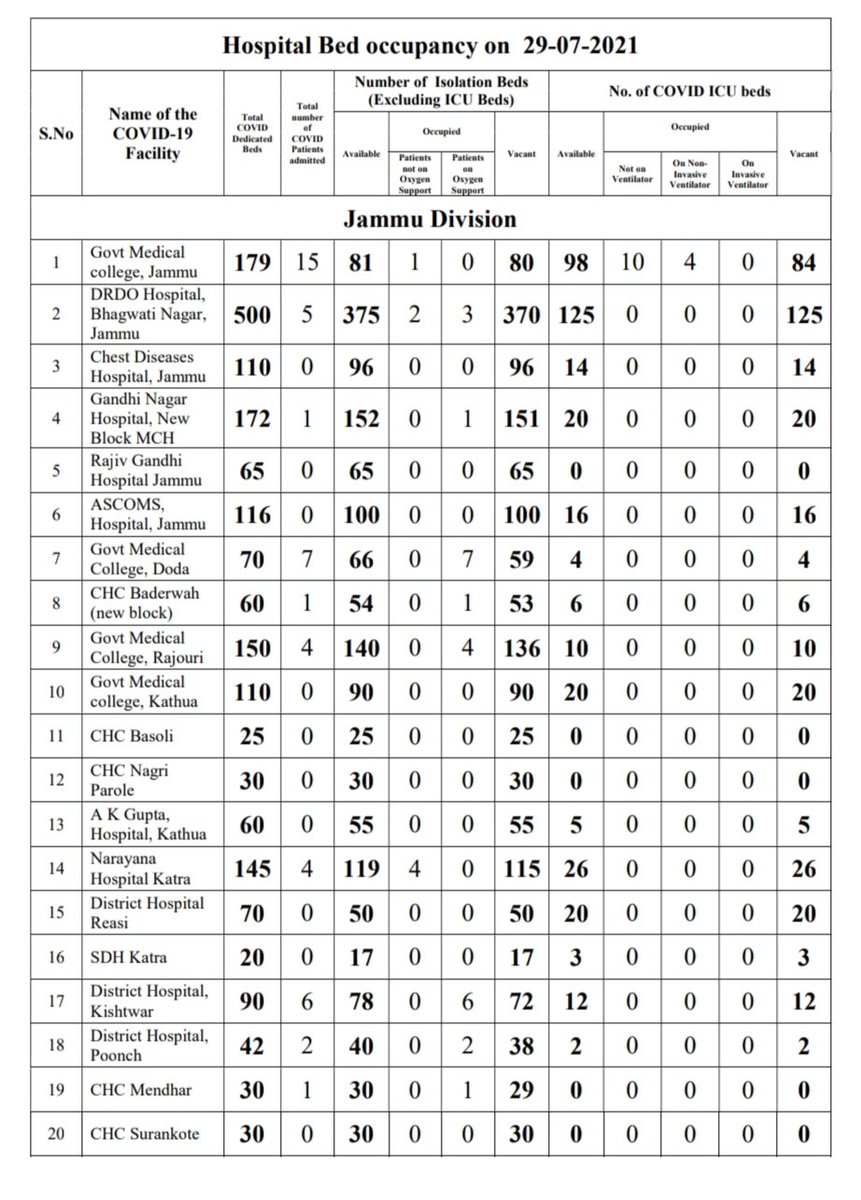 Hospital Bed occupancy on 29-07-2021
S.No
Name of the
COVID-19
Facility
Total
COVID
Dedicated
Beds
Total
number
of
COVID
Patients
admitted
Number of Isolation Beds
(Excluding ICU Beds)
Available
Occupied
Patients
not on
Oxygen
Support
Patients
on
Oxygen
Support
Vacant
No. of COVID ICU beds
Available
Occupied
Not on
Ventilator
On Non-
Invasive
Ventilator
On
Invasive
Ventilator
Vacant
Jammu Division
1 Govt Medical
college, Jammu 179 15 81 1 0 80 98 10 4 0 84
2 DRDO Hospital,
Bhagwati Nagar,
Jammu 500 5 375 2 3 370 125 0 0 0 125
3 Chest Diseases
Hospital, Jammu 110 0 96 0 0 96 14 0 0 0 14
4 Gandhi Nagar
Hospital, New
Block MCH 172 1 152 0 1 151 20 0 0 0 20
5 Rajiv Gandhi
Hospital Jammu 65 0 65 0 0 65 0 0 0 0 0
6 ASCOMS,
Hospital, Jammu 116 0 100 0 0 100 16 0 0 0 16
7 Govt Medical
College, Doda 70 7 66 0 7 59 4 0 0 0 4
8 CHC Baderwah
(new block) 60 1 54 0 1 53 6 0 0 0 6
9 Govt Medical
College, Rajouri 150 4 140 0 4 136 10 0 0 0 10
10 Govt Medical
college, Kathua 110 0 90 0 0 90 20 0 0 0 20
11 CHC Basoli 25 0 25 0 0 25 0 0 0 0 0
12 CHC Nagri
Parole 30 0 30 0 0 30 0 0 0 0 0
13 A K Gupta,
Hospital, Kathua 60 0 55 0 0 55 5 0 0 0 5
14 Narayana
Hospital Katra 145 4 119 4 0 115 26 0 0 0 26
15 District Hospital
Reasi 70 0 50 0 0 50 20 0 0 0 20
16 SDH Katra 20 0 17 0 0 17 3 0 0 0 3
17 District Hospital,
Kishtwar 90 6 78 0 6 72 12 0 0 0 12
18 District Hospital,
Poonch 42 2 40 0 2 38 2 0 0 0 2
19 CHC Mendhar 30 1 30 0 1 29 0 0 0 0 0
20 CHC Surankote 30 0 30 0 0 30 0 0 0 0 0